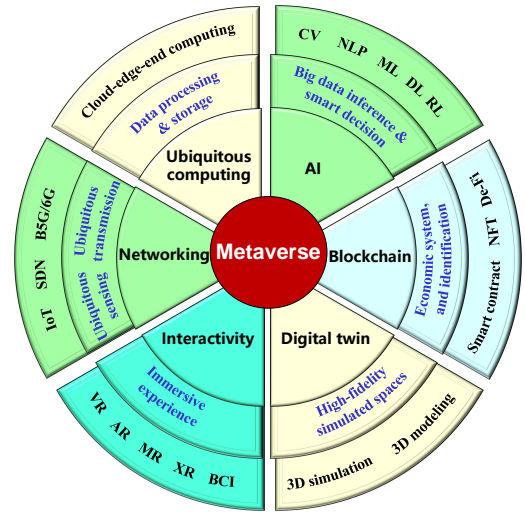 Cloud-edge-end computing
Data processing
& storage
Ubiquitous
computing
CV NLP ML DL RL
Big data inference &
smart decision
AI
B5G/6G
SDN
IoT
Ubiquitous
transmission
Ubiquitous
sensing
Networking
Metaverse
Blockchain
Economic system,
and identification
De-Fi
NFT
Smart contract
Interactivity
Immersive
experience
VR AR MR XR BCI
Digital twin
High-fidelity
simulated spaces
3D simulation 3D modeling